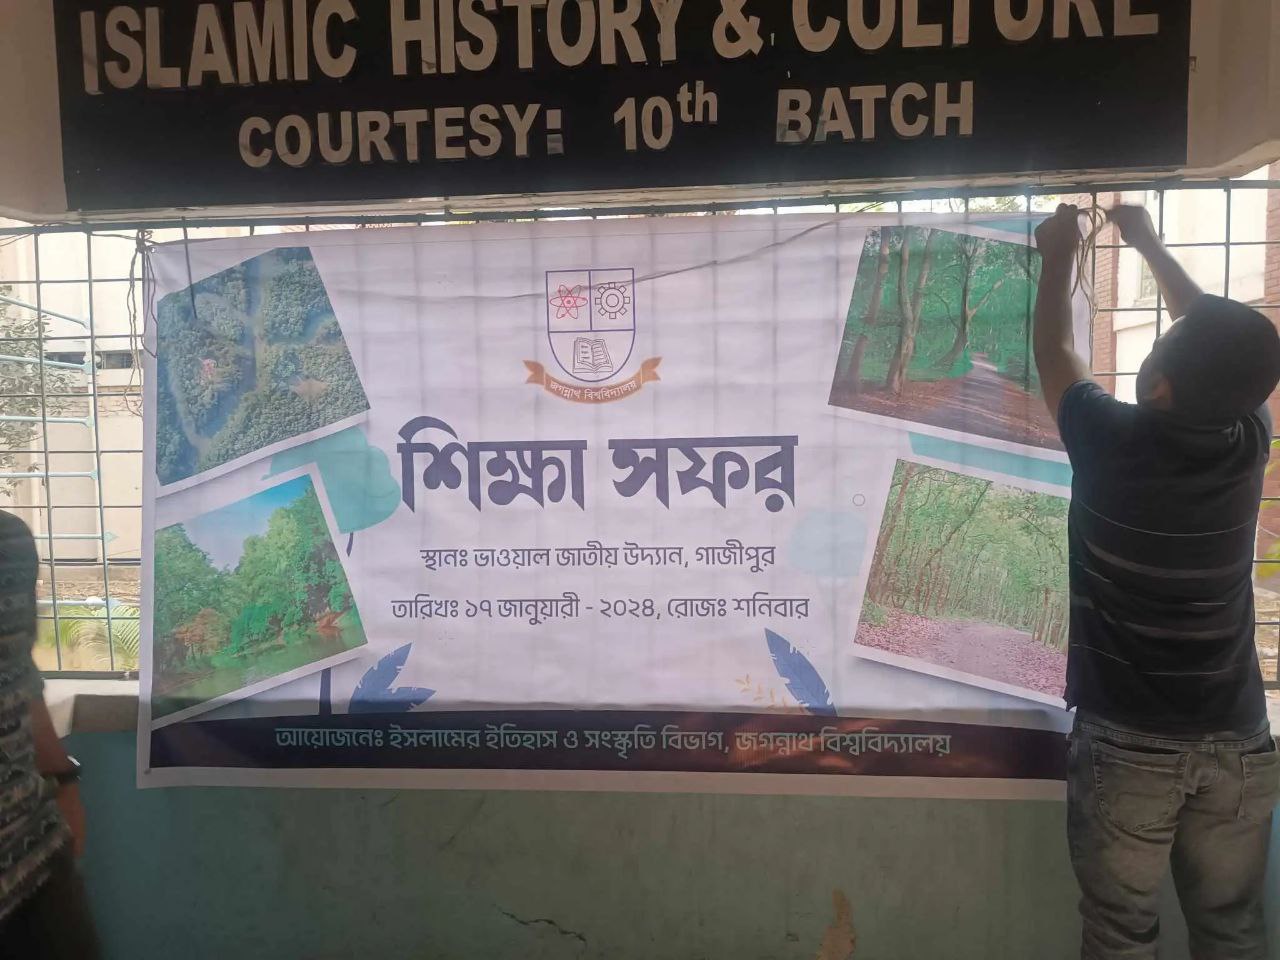 ISLAMIC HISTORY & CULTURE
COURTESY: 10th BATCH
জগন্নাথ বিশ্ববিদ্যালয়
শিক্ষা সফর
স্থানঃ ভাওয়াল জাতীয় উদ্যান, গাজীপুর
তারিখঃ ১৭ জানুয়ারী - ২০২৪, রোজঃ শনিবার
আয়োজনেঃ ইসলামের ইতিহাস ও সংস্কৃতি বিভাগ, জগন্নাথ বিশ্ববিদ্যালয়